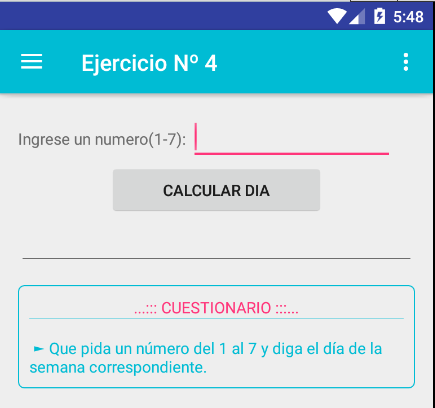 5:48
Ejercicio Nº 4
Ingrese un numero(1-7):
CALCULAR DIA
...::: CUESTIONARIO :::...
► Que pida un número del 1 al 7 y diga el día de la
semana correspondiente.